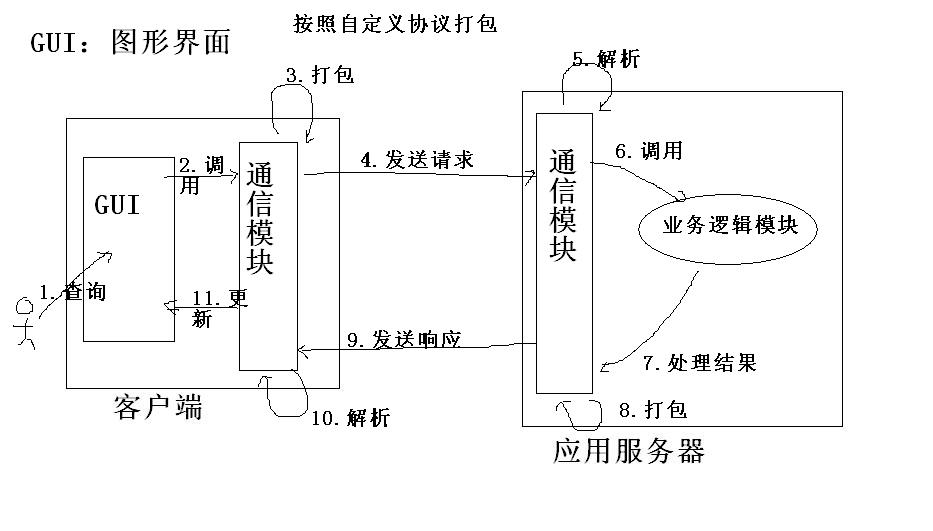 按照自定义协议打包
GUI：图形界面
5.解析
3.打包
2.调
用
4.发送请求
6.调用
通信模块
通信模块
GUI
业务逻辑模块
1.查询
11.更
新
9.发送响应
7.处理结果
10.解析
8.打包
客户端
应用服务器